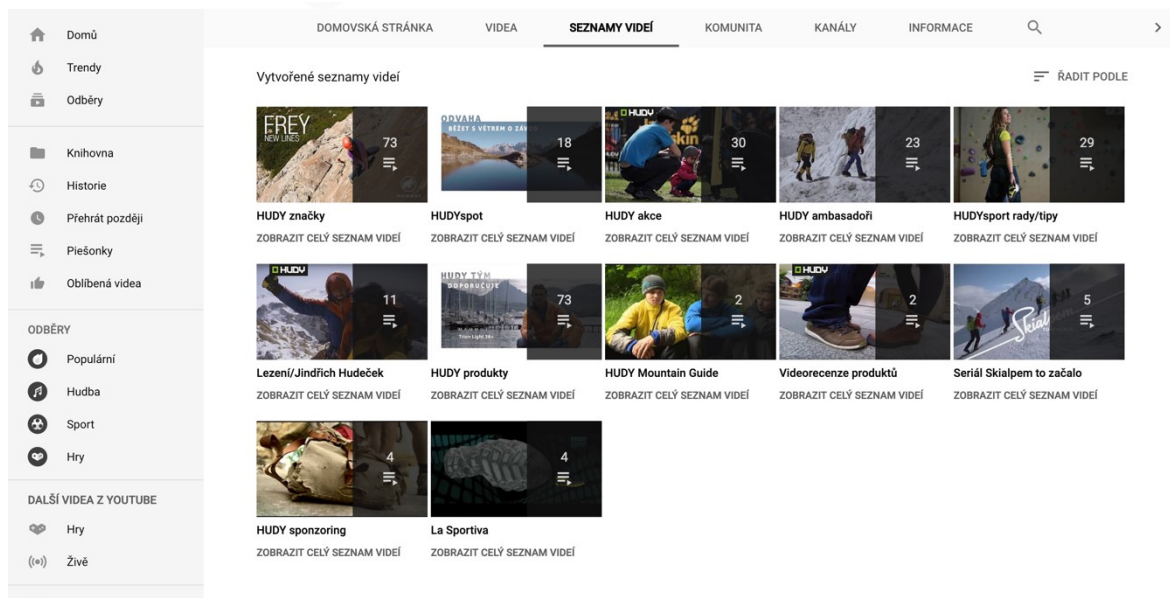 Domů
Trendy
Odběry
Knihovna
Historie
Přehrát později
Piešonky
Oblíbená videa
ODBĚRY
Populární
Hudba
Sport
Hry
DALŠÍ VIDEA Z YOUTUBE
Hry
Živě
DOMOVSKÁ STRÁNKA VIDEA SEZNAMY VIDEÍ KOMUNITA KANÁLY INFORMACE
Vytvořené seznamy videí ŘADIT PODLE
FREY
NEW LINES
73
ODVAHA
BĚŽET S VĚTREM O ZÁVOD
18
HUDY
skin
30
23
29
HUDY značky HUDYspot HUDY akce HUDY ambasadoři HUDYsport rady/tipy
ZOBRAZIT CELÝ SEZNAM VIDEÍ ZOBRAZIT CELÝ SEZNAM VIDEÍ ZOBRAZIT CELÝ SEZNAM VIDEÍ ZOBRAZIT CELÝ SEZNAM VIDEÍ ZOBRAZIT CELÝ SEZNAM VIDEÍ
HUDY
11
HUDY TÝM
DOPORUČUJE
73
2
HUDY
2
Skialpem
5
Lezení/Jindřich Hudeček HUDY produkty HUDY Mountain Guide Videorecenze produktů Seriál Skialpem to začalo
ZOBRAZIT CELÝ SEZNAM VIDEÍ ZOBRAZIT CELÝ SEZNAM VIDEÍ ZOBRAZIT CELÝ SEZNAM VIDEÍ ZOBRAZIT CELÝ SEZNAM VIDEÍ ZOBRAZIT CELÝ SEZNAM VIDEÍ
4
4
HUDY sponzoring La Sportiva
ZOBRAZIT CELÝ SEZNAM VIDEÍ ZOBRAZIT CELÝ SEZNAM VIDEÍ